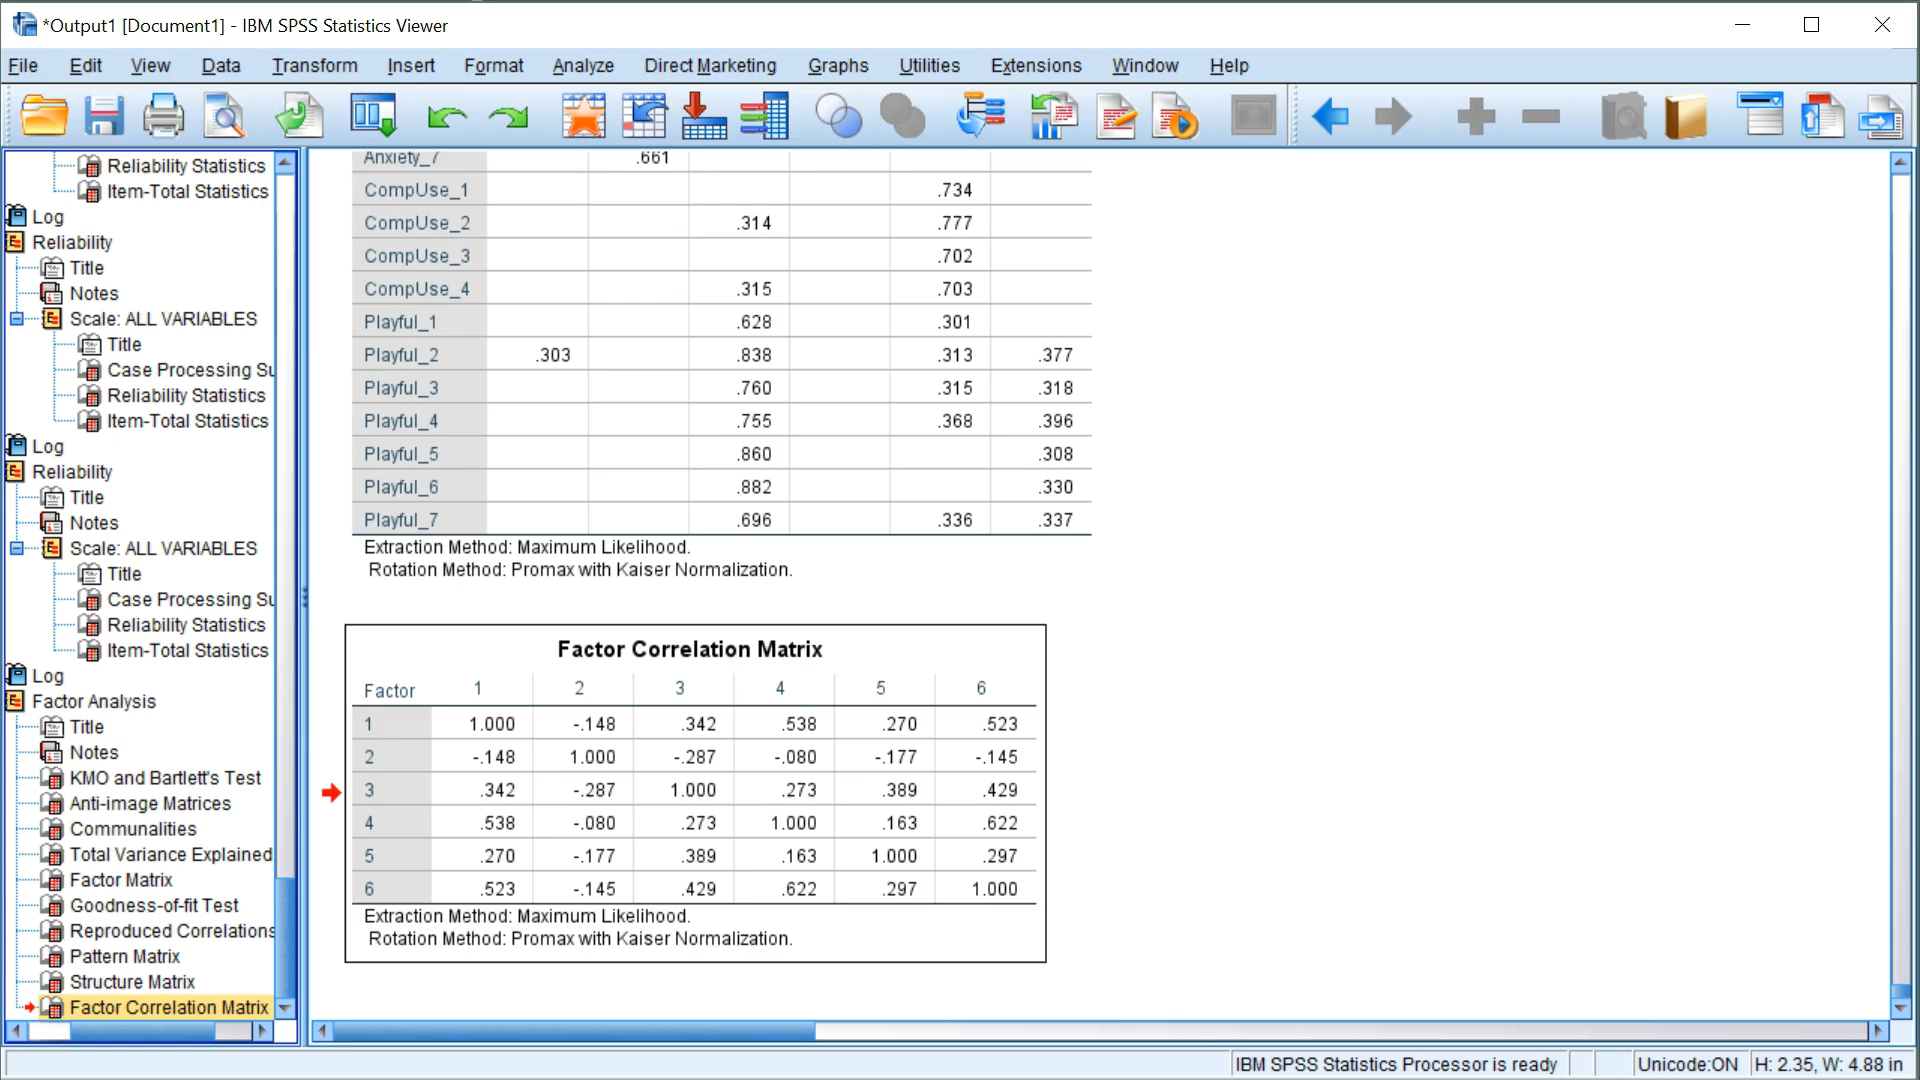 *Output1 [Document1] - IBM SPSS Statistics Viewer
File Edit View Data Transform Insert Format Analyze Direct Marketing Graphs Utilities Extensions Window Help
Reliability Statistics
Item-Total Statistics
Log
Reliability
Title
Notes
Scale: ALL VARIABLES
Title
Case Processing Su
Reliability Statistics
Item-Total Statistics
Log
Reliability
Title
Notes
Scale: ALL VARIABLES
Title
Case Processing Su
Reliability Statistics
Item-Total Statistics
Log
Factor Analysis
Title
Notes
KMO and Bartlett's Test
Anti-image Matrices
Communalities
Total Variance Explained
Factor Matrix
Goodness-of-fit Test
Reproduced Correlations
Pattern Matrix
Structure Matrix
Factor Correlation Matrix
Anxiety_7 .661
CompUse_1 .734
CompUse_2 .314 .777
CompUse_3 .702
CompUse_4 .315 .703
Playful_1 .628 .301
Playful_2 .303 .838 .313 .377
Playful_3 .760 .315 .318
Playful_4 .755 .368 .396
Playful_5 .860 .308
Playful_6 .882 .330
Playful_7 .696 .336 .337
Extraction Method: Maximum Likelihood.
Rotation Method: Promax with Kaiser Normalization.
Factor Correlation Matrix
Factor 1 2 3 4 5 6
1 1.000 -.148 .342 .538 .270 .523
2 -.148 1.000 -.287 -.080 -.177 -.145
3 .342 -.287 1.000 .273 .389 .429
4 .538 -.080 .273 1.000 .163 .622
5 .270 -.177 .389 .163 1.000 .297
6 .523 -.145 .429 .622 .297 1.000
Extraction Method: Maximum Likelihood.
Rotation Method: Promax with Kaiser Normalization.
IBM SPSS Statistics Processor is ready Unicode:ON H: 2.35, W: 4.88 in